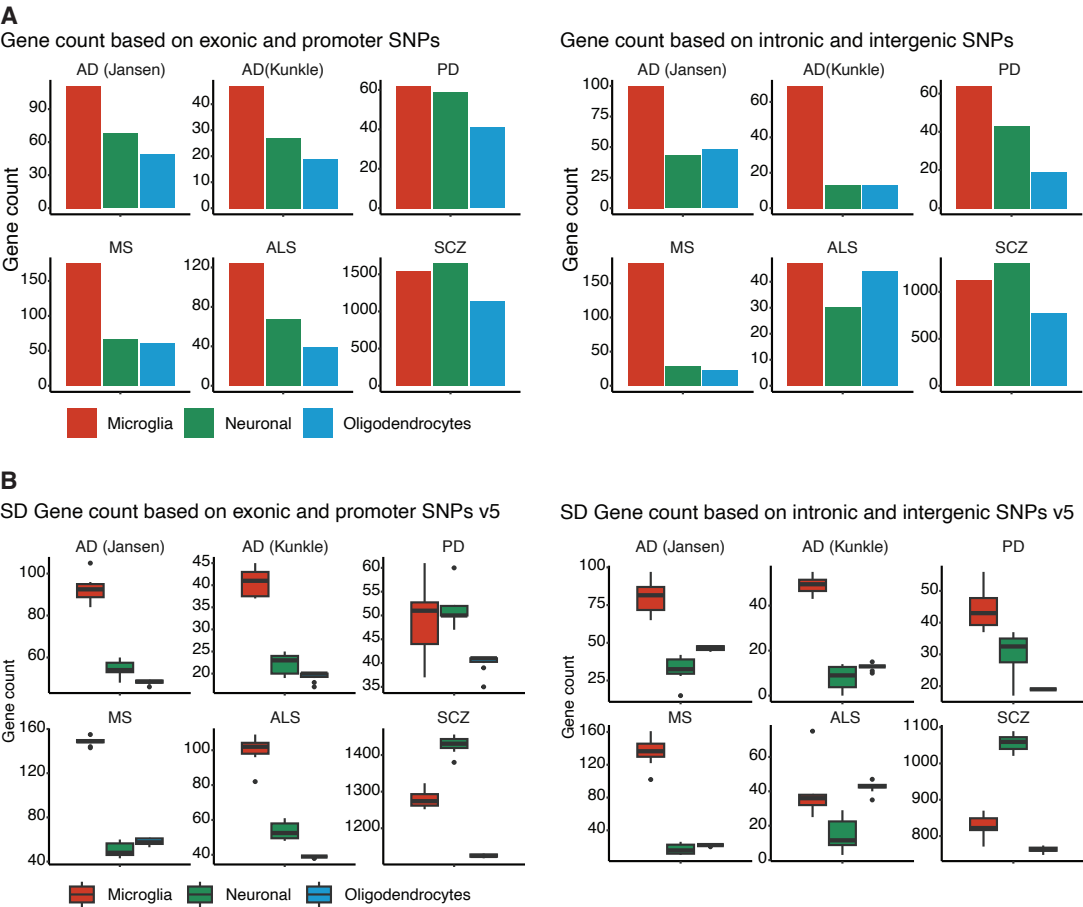 A
Gene count based on exonic and promoter SNPs
Gene count based on intronic and intergenic SNPs
AD (Jansen)
AD(Kunkle)
PD
AD (Jansen)
AD(Kunkle)
PD
90
60
30
0
40
30
20
10
0
60
40
20
0
100
75
50
25
0
60
40
20
0
60
40
20
0
Gene count
Gene count
MS
ALS
SCZ
MS
ALS
SCZ
150
100
50
0
120
80
40
0
1500
1000
500
0
150
100
50
0
40
30
20
10
0
1000
500
0
Microglia
Neuronal
Oligodendrocytes
B
SD Gene count based on exonic and promoter SNPs v5
SD Gene count based on intronic and intergenic SNPs v5
AD (Jansen)
AD (Kunkle)
PD
AD (Jansen)
AD (Kunkle)
PD
100
80
60
45
40
35
30
25
20
60
55
50
45
40
35
100
75
50
25
40
20
0
50
40
30
20
Gene count
Gene count
MS
ALS
SCZ
MS
ALS
SCZ
160
120
80
40
100
80
60
40
1400
1300
1200
160
120
80
40
60
40
20
0
1100
1000
900
800
Microglia
Neuronal
Oligodendrocytes